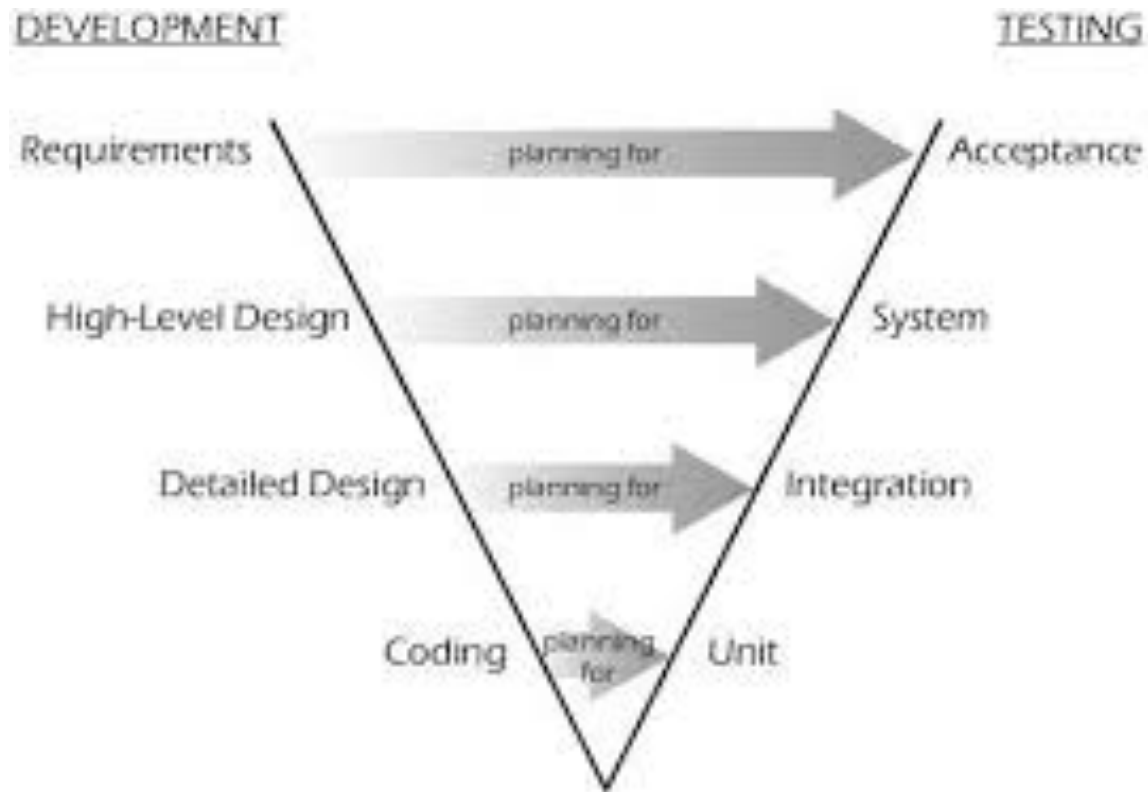 DEVELOPMENT TESTING
Requirements planning for Acceptance
High-Level Design planning for System
Detailed Design planning for Integration
Coding planning for Unit